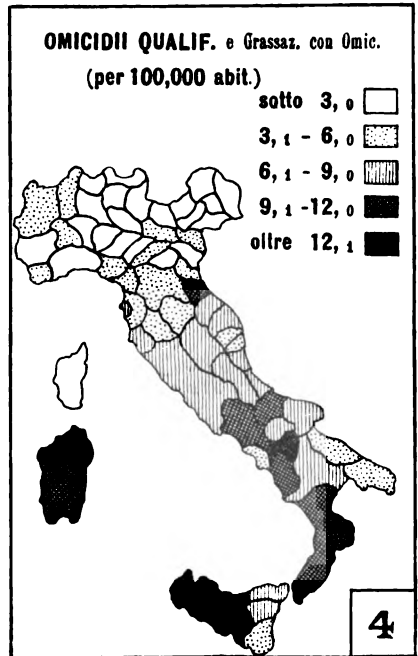 OMICIDII QUALIF. e Grassaz. con Omic.
(per 100,000 abit.)
sotto 3,0
3,1 - 6,0
6,1 - 9,0
9,1 -12,0
oltre 12,1
4